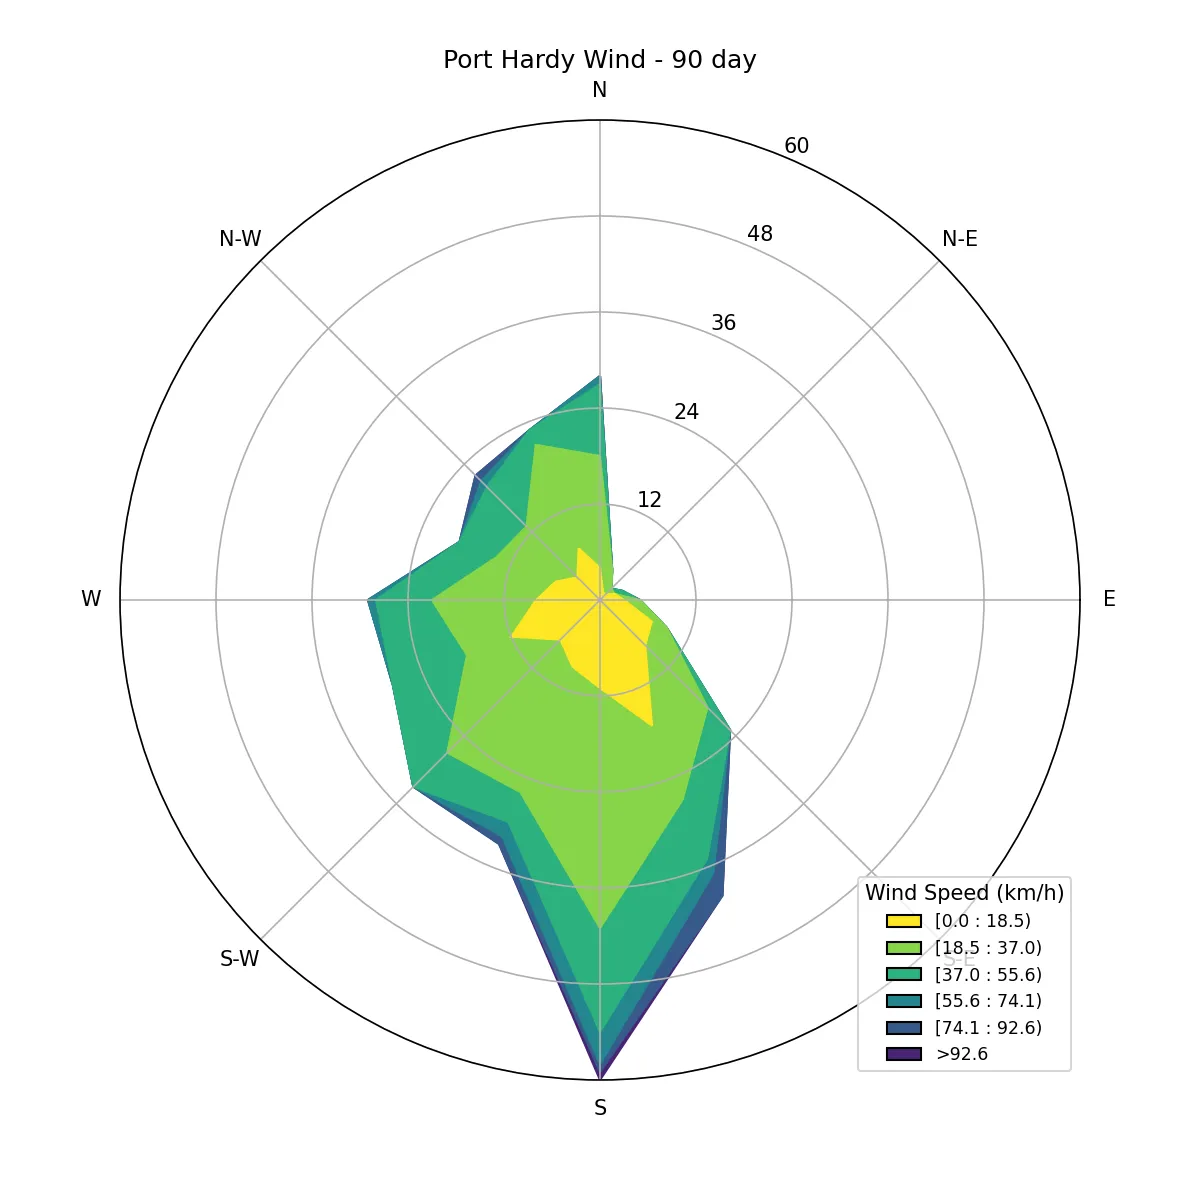 Port Hardy Wind - 90 day
N
60
N-W
48
N-E
36
24
12
W
E
Wind Speed (km/h)
[0.0 : 18.5)
[18.5 : 37.0)
S-W
S-E
[37.0 : 55.6)
[55.6 : 74.1)
[74.1 : 92.6)
>92.6
S